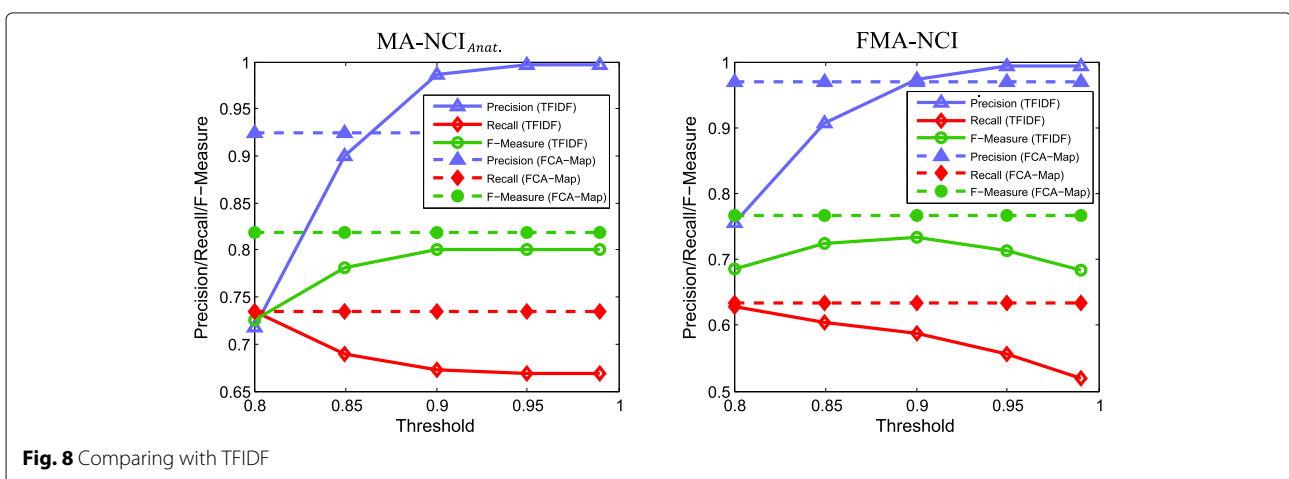 MA-NCI Anat.
Precision/Recall/F−Measure
1
0.95
0.9
0.85
0.8
0.75
0.7
0.65
0.8
0.85
0.9
0.95
1
Threshold
Precision (TFIDF)
Recall (TFIDF)
F−Measure (TFIDF)
Precision (FCA−Map)
Recall (FCA−Map)
F−Measure (FCA−Map)
FMA-NCI
Precision/Recall/F−Measure
1
0.9
0.8
0.7
0.6
0.5
0.8
0.85
0.9
0.95
1
Threshold
Precision (TFIDF)
Recall (TFIDF)
F−Measure (TFIDF)
Precision (FCA−Map)
Recall (FCA−Map)
F−Measure (FCA−Map)
Fig. 8 Comparing with TFIDF